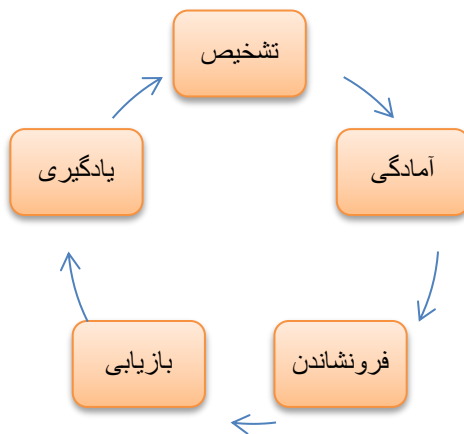 تشخیص
آمادگی
فرونشاندن
بازیابی
یادگیری